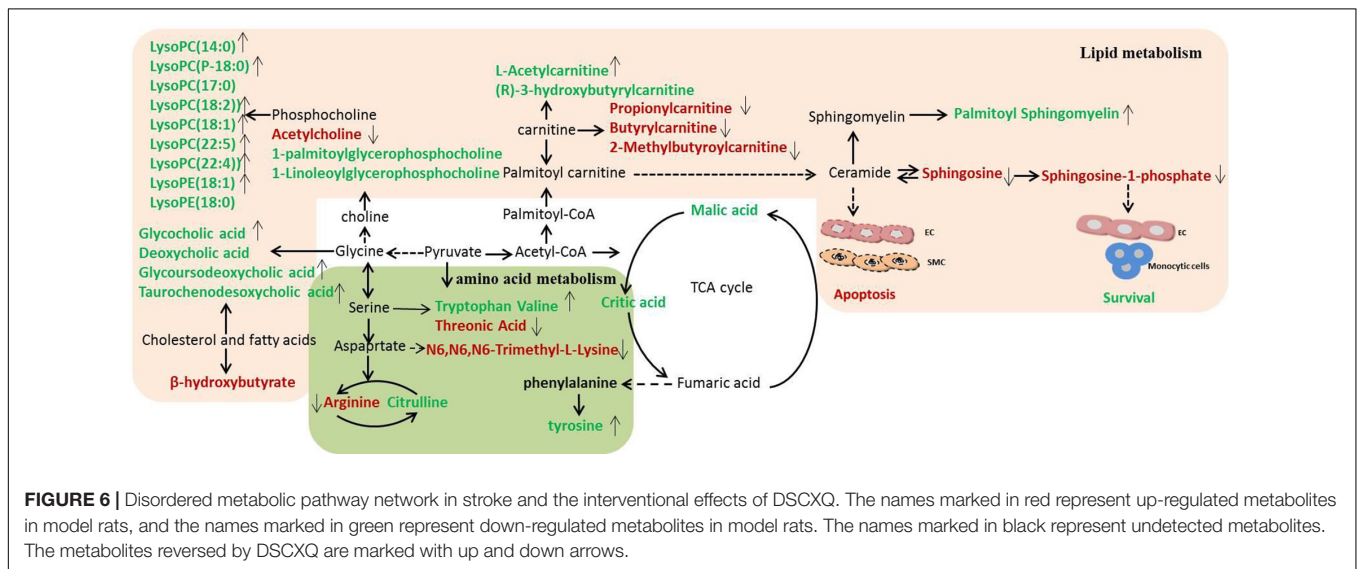 Lipid metabolism
LysoPC(14:0)↑
LysoPC(P-18:0)↑
LysoPC(17:0)
LysoPC(18:2))↑
LysoPC(18:1)↑
LysoPC(22:5)↑
LysoPC(22:4))↑
LysoPE(18:1)↑
LysoPE(18:0)
Phosphocholine
Acetylcholine↓
1-palmitoylglycerophosphocholine
1-Linoleoylglycerophosphocholine
L-Acetylcarnitine↑
(R)-3-hydroxybutyrylcarnitine
carnitine
Propionylcarnitine↓
Butyrylcarnitine↓
2-Methylbutyroylcarnitine↓
Palmitoyl carnitine
Sphingomyelin
Palmitoyl Sphingomyelin↑
Ceramide
Sphingosine↓
Sphingosine-1-phosphate↓
EC
SMC
Apoptosis
EC
Monocytic cells
Survival
choline
Palmitoyl-CoA
Glycine
Pyruvate
Acetyl-CoA
Glycocholic acid↑
Deoxycholic acid
Glycoursodeoxycholic acid↑
Taurochenodesoxycholic acid↑
Cholesterol and fatty acids
β-hydroxybutyrate
amino acid metabolism
Serine
Tryptophan Valine↑
Threonic Acid↓
Aspaprtate
N6,N6,N6-Trimethyl-L-Lysine↓
↓Arginine
Citrulline
phenylalanine
tyrosine↑
Malic acid
Critic acid
TCA cycle
Fumaric acid
FIGURE 6 | Disordered metabolic pathway network in stroke and the interventional effects of DSCXQ. The names marked in red represent up-regulated metabolites
in model rats, and the names marked in green represent down-regulated metabolites in model rats. The names marked in black represent undetected metabolites.
The metabolites reversed by DSCXQ are marked with up and down arrows.